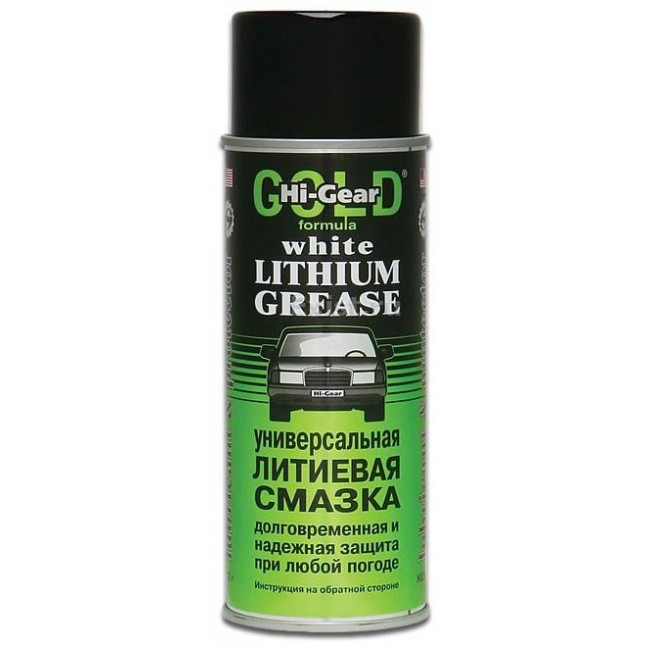 GOLD®
Hi-Gear
formula
white
LITHIUM
GREASE
Hi-Gear
универсальная
ЛИТИЕВАЯ
СМАЗКА
долговременная и
надежная защита
при любой погоде
Инструкция на обратной стороне